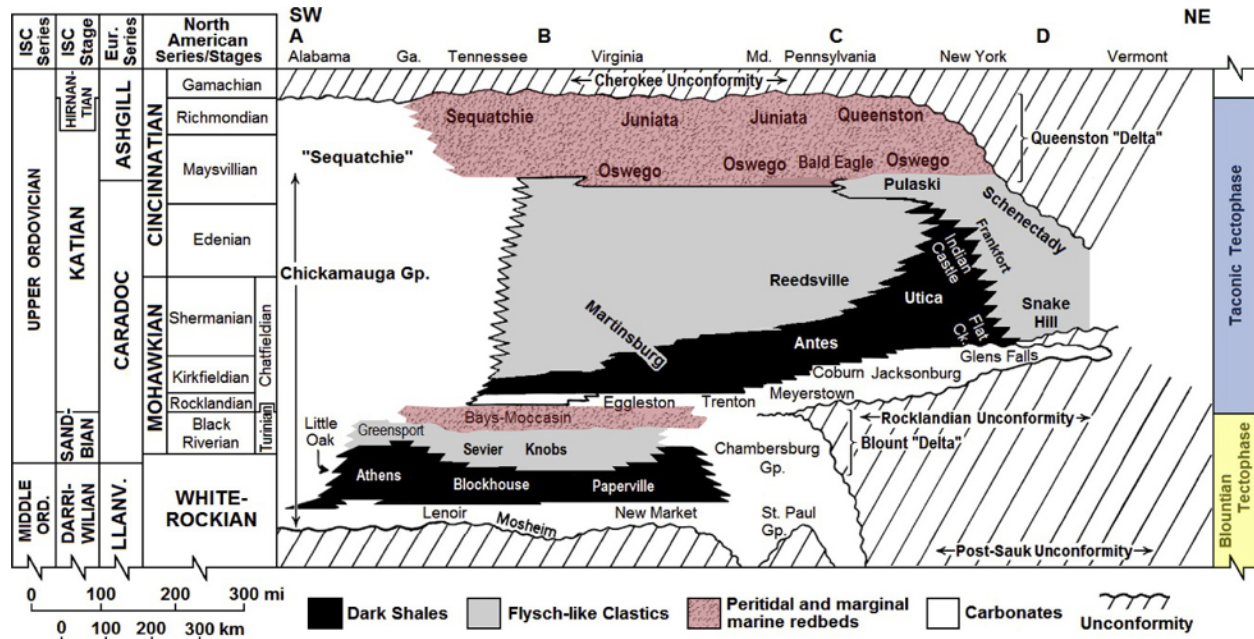 SW
NE
A
B
C
D
Alabama
Ga.
Tennessee
Virginia
Md.
Pennsylvania
New York
Vermont
ISC
Series
ISC
Stage
Eur.
Series
North
American
Series/Stages
UPPER ORDOVICIAN
MIDDLE
ORD.
HIRNAN-
TIAN
KATIAN
SAND-
BIAN
DARRI-
WILIAN
ASHGILL
CARADOC
LLANV.
CINCINNATIAN
MOHAWKIAN
WHITE-
ROCKIAN
Gamachian
Richmondian
Maysvillian
Edenian
Shermanian
Kirkfieldian
Rocklandian
Black
Riverian
Chatfieldian
Turinian
Cherokee Unconformity
Sequatchie
Juniata
Juniata
Queenston
Queenston "Delta"
"Sequatchie"
Oswego
Oswego
Bald Eagle
Oswego
Pulaski
Schenectady
Frankfort
Indian
Castle
Chickamauga Gp.
Reedsville
Utica
Snake
Hill
Martinsburg
Antes
Flat
Ck.
Glens Falls
Coburn
Jacksonburg
Eggleston
Trenton
Meyerstown
Bays-Moccasin
Rocklandian Unconformity
Blount "Delta"
Little
Oak
Greensport
Sevier
Knobs
Chambersburg
Gp.
Athens
Blockhouse
Paperville
Lenoir
Mosheim
New Market
St. Paul
Gp.
Post-Sauk Unconformity
Taconic Tectophase
Blountian
Tectophase
0 100 200 300 mi
0 100 200 300 km
Dark Shales
Flysch-like Clastics
Peritidal and marginal
marine redbeds
Carbonates
Unconformity